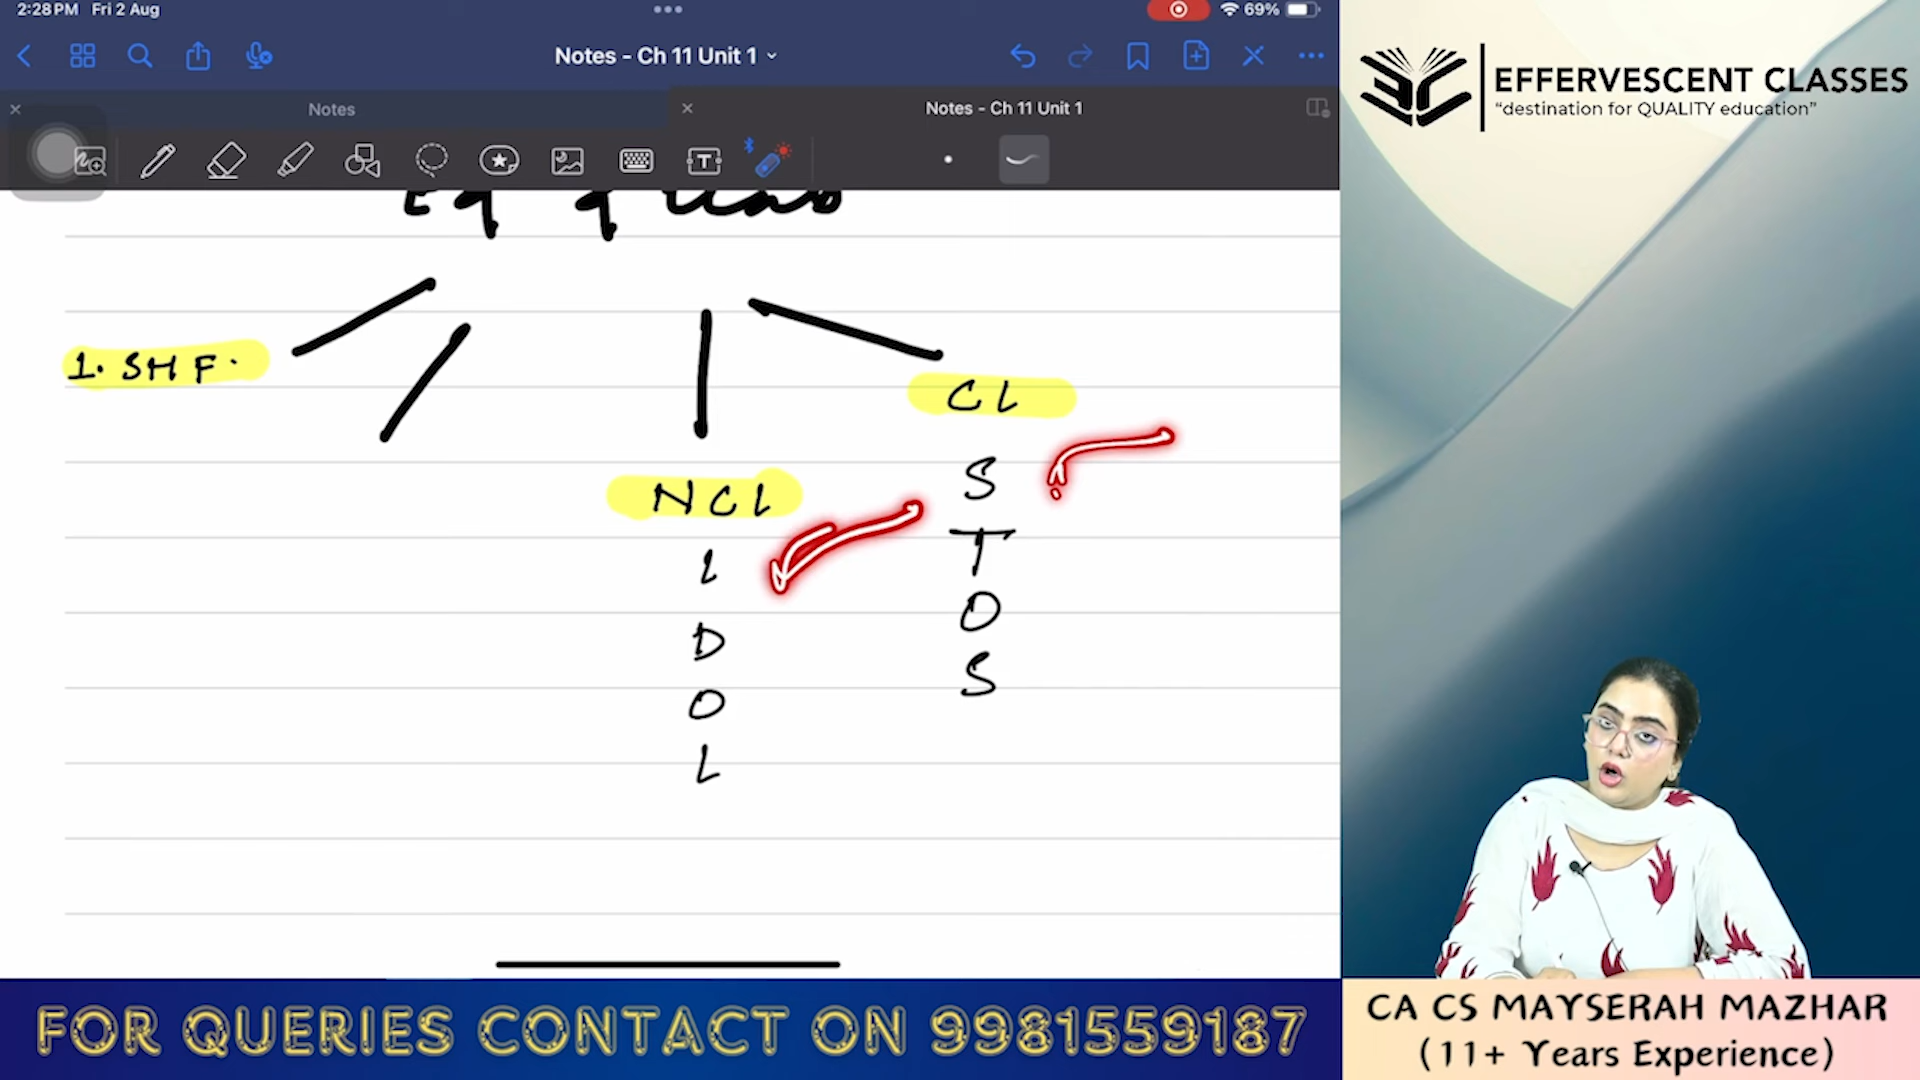 2:28 PM Fri 2 Aug
69%
Notes - Ch 11 Unit 1
Notes
Notes - Ch 11 Unit 1
T
1. SHF.
CL
S
T
O
S
NCL
L
D
O
L
EFFERVESCENT CLASSES
"destination for QUALITY education"
FOR QUERIES CONTACT ON 9981559187
CA CS MAYSERAH MAZHAR
(11+ Years Experience)